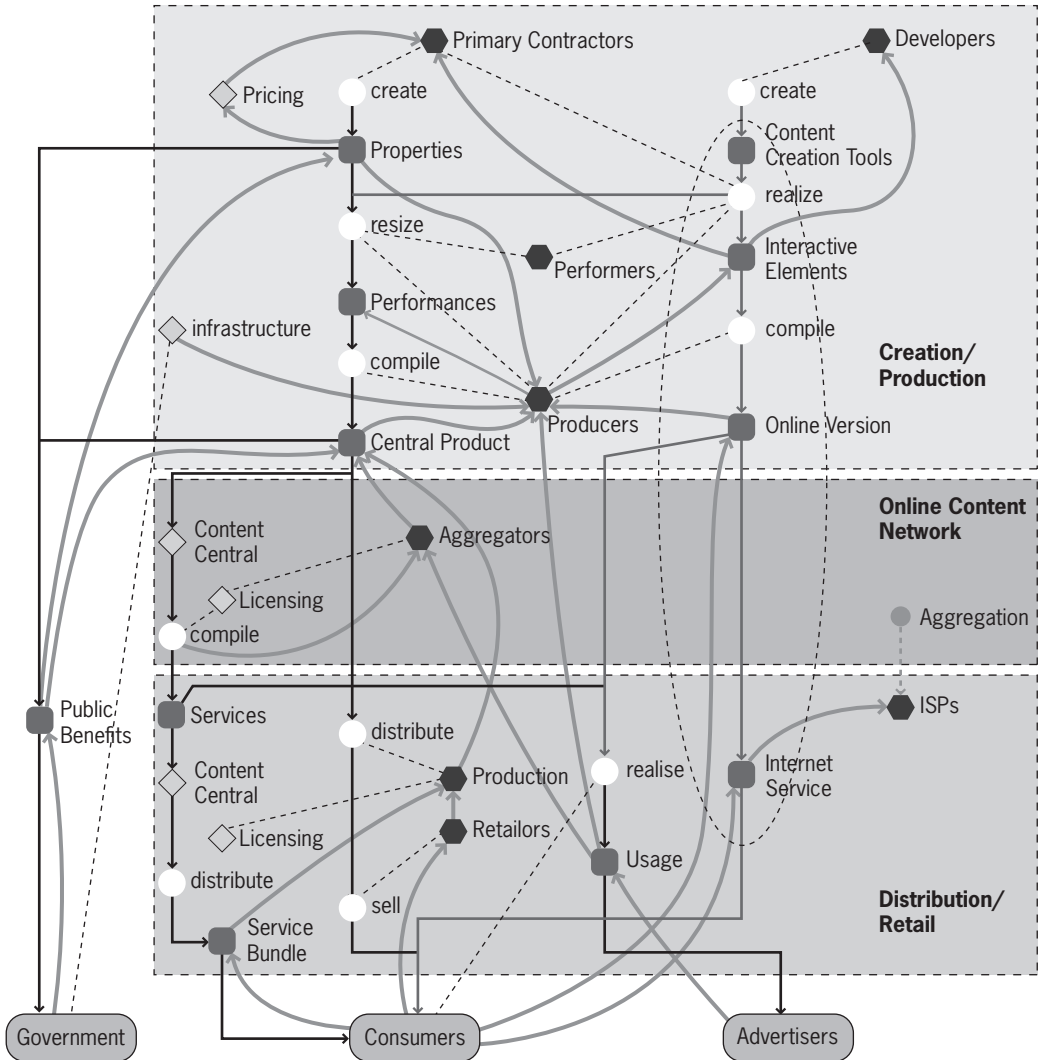 Primary Contractors
Developers
Pricing
create
create
Properties
Content
Creation Tools
realize
resize
Performers
Interactive
Elements
Performances
infrastructure
compile
compile
Creation/
Production
Producers
Online Version
Central Product
Online Content
Network
Content
Central
Aggregators
Licensing
Aggregation
compile
Public
Benefits
Services
ISPs
distribute
Content
Central
Production
realise
Internet
Service
Licensing
Retailors
Usage
distribute
sell
Distribution/
Retail
Service
Bundle
Government
Consumers
Advertisers